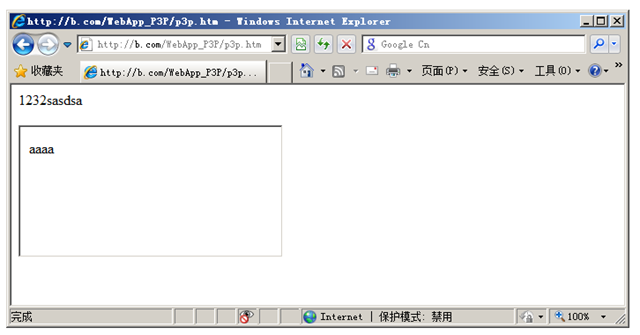 http://b.com/WebApp_P3P/p3p.htm - Windows Internet Explorer
http://b.com/WebApp_P3P/p3p.htm
Google Cn
收藏夹
http://b.com/WebApp_P3P/p3p...
页面(P)
安全(S)
工具(O)
»
1232sasdsa
aaaa
完成
Internet | 保护模式: 禁用
100%